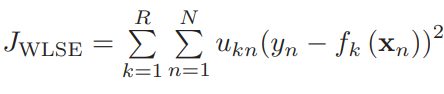 J_WLSE = \sum_{k=1}^{R} \sum_{n=1}^{N} u_{kn}(y_n − f_k(\mathbf{x}_n))^2